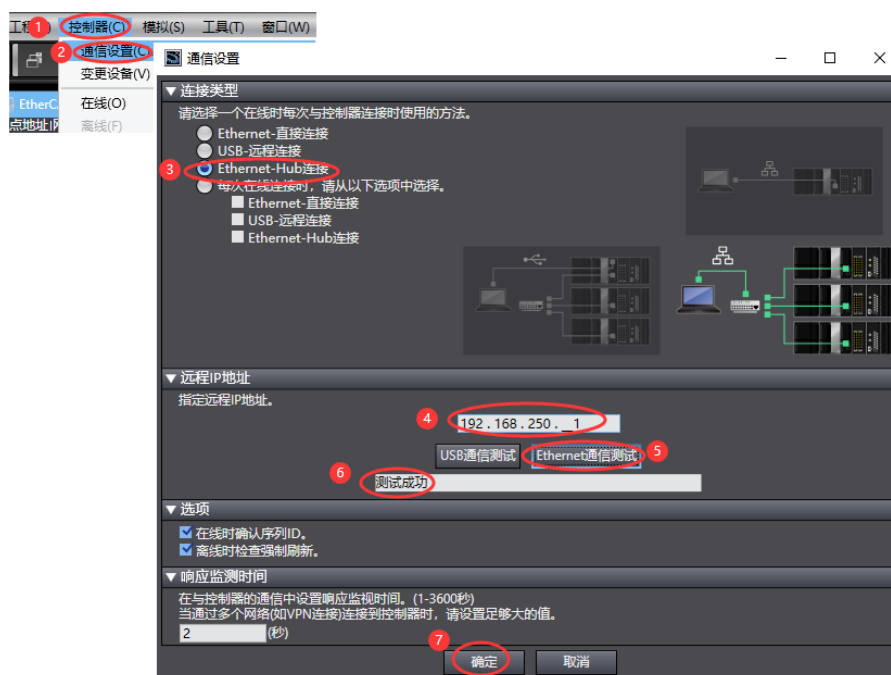 工程 1 控制器(C) 模拟(S) 工具(T) 窗口(W)
2 通信设置(C)
变更设备(V)
EtherC 在线(O)
点地址 离线(F)
通信设置
▼ 连接类型
请选择一个在线时每次与控制器连接时使用的方法。
Ethernet-直接连接
USB-远程连接
3 Ethernet-Hub连接
每次在线连接时，请从以下选项中选择。
Ethernet-直接连接
USB-远程连接
Ethernet-Hub连接
▼ 远程IP地址
指定远程IP地址。
4 192.168.250.__1
USB通信测试 Ethernet通信测试 5
6 测试成功
▼ 选项
在线时确认序列ID。
离线时检查强制刷新。
▼ 响应监测时间
在与控制器的通信中设置响应监视时间。(1-3600秒)
当通过多个网络(如VPN连接)连接到控制器时，请设置足够大的值。
2 (秒)
7 确定 取消